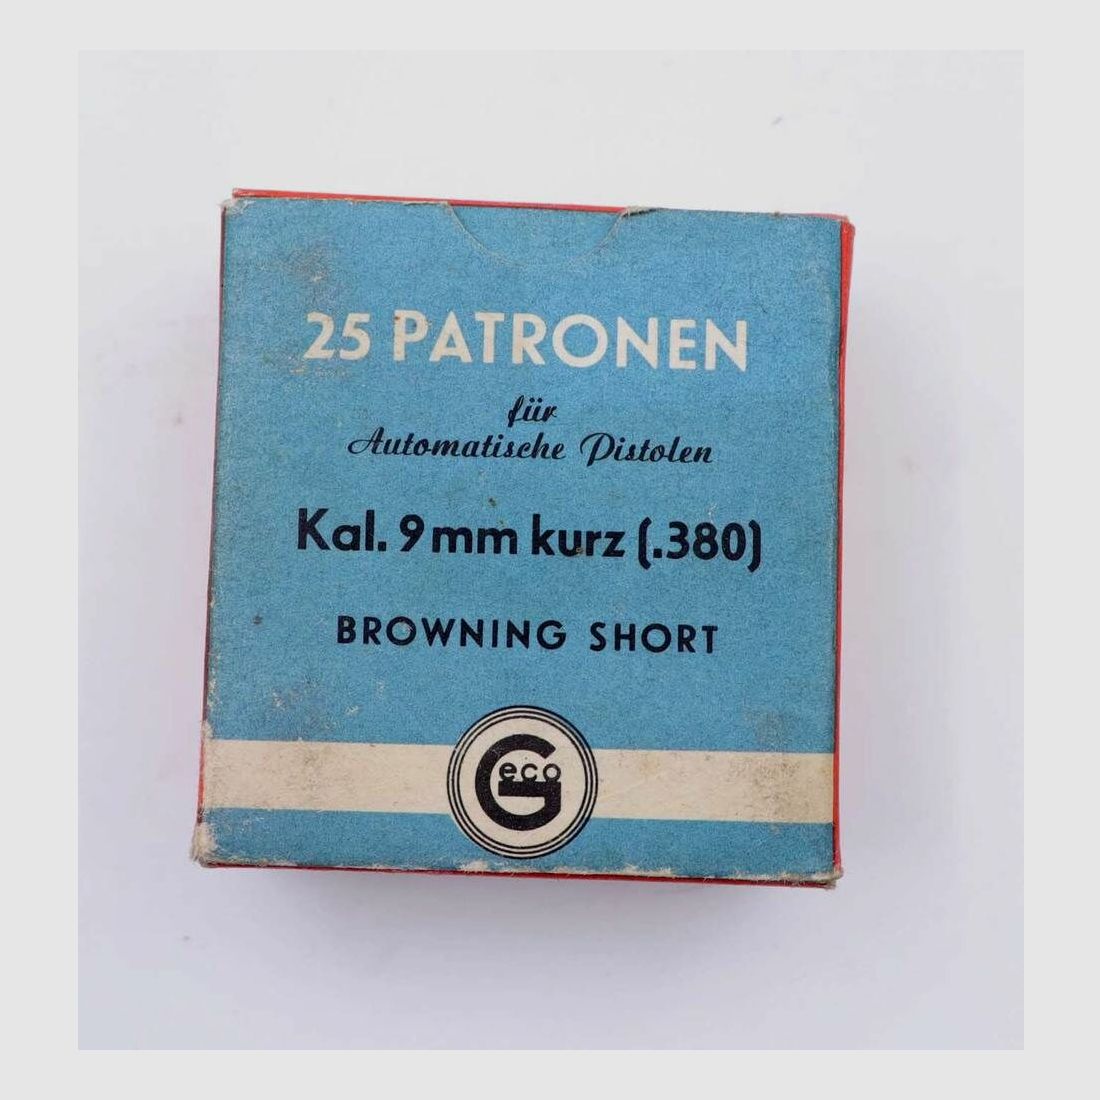 25 PATRONEN
für
Automatische Pistolen
Kal. 9 mm kurz (.380)
BROWNING SHORT
Geco